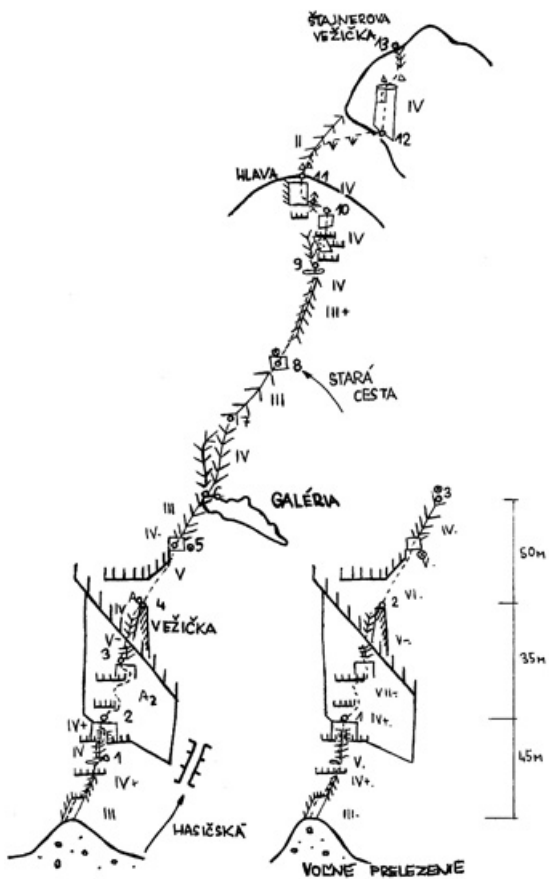 ŠTAJNEROVA
VEŽIČKA
13
IV
12
II
11
HLAVA
IV
10
IV
9
IV
III+
8
STARÁ
CESTA
III
7
IV
6
III
GALÉRIA
IV-
5
V
A
IV
4
VEŽIČKA
V-
3
A2
2
IV+
IV
1
IV+
III
HASIČSKÁ
3
IV.
V.
VI.
2
V-.
VII-.
1
IV+.
V.
IV+.
III-.
50m
35m
45m
VOĽNÉ PRELEZENIE